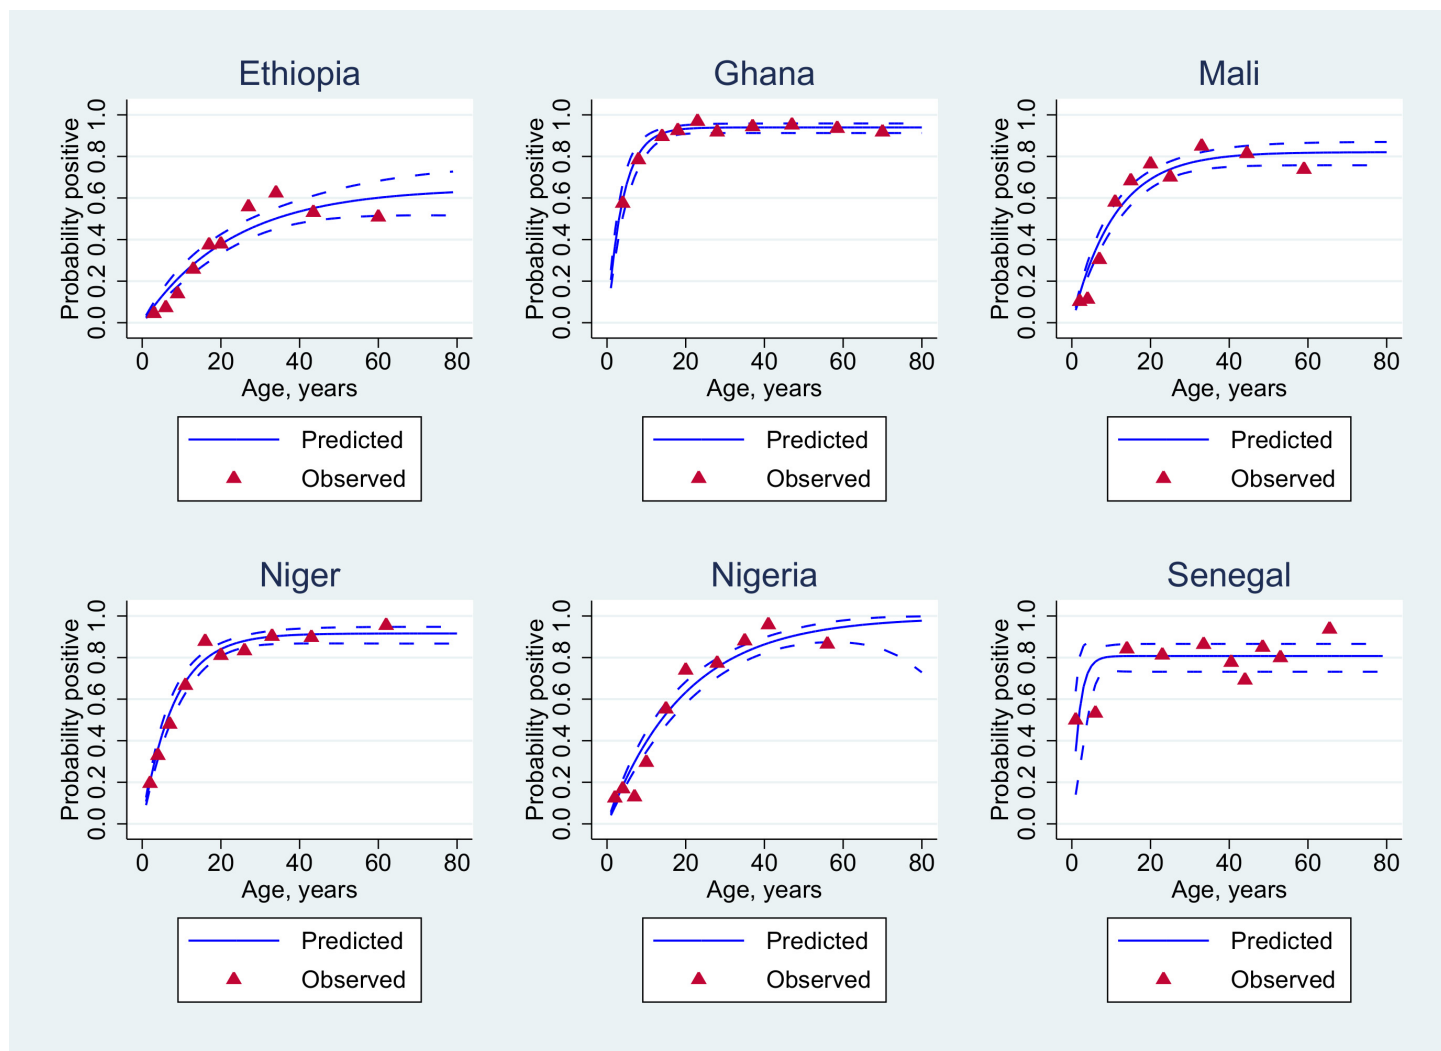 Ethiopia
Probability positive
0.0 0.2 0.4 0.6 0.8 1.0
0 20 40 60 80
Age, years
Predicted
Observed
Ghana
Probability positive
0.0 0.2 0.4 0.6 0.8 1.0
0 20 40 60 80
Age, years
Predicted
Observed
Mali
Probability positive
0.0 0.2 0.4 0.6 0.8 1.0
0 20 40 60 80
Age, years
Predicted
Observed
Niger
Probability positive
0.0 0.2 0.4 0.6 0.8 1.0
0 20 40 60 80
Age, years
Predicted
Observed
Nigeria
Probability positive
0.0 0.2 0.4 0.6 0.8 1.0
0 20 40 60 80
Age, years
Predicted
Observed
Senegal
Probability positive
0.0 0.2 0.4 0.6 0.8 1.0
0 20 40 60 80
Age, years
Predicted
Observed